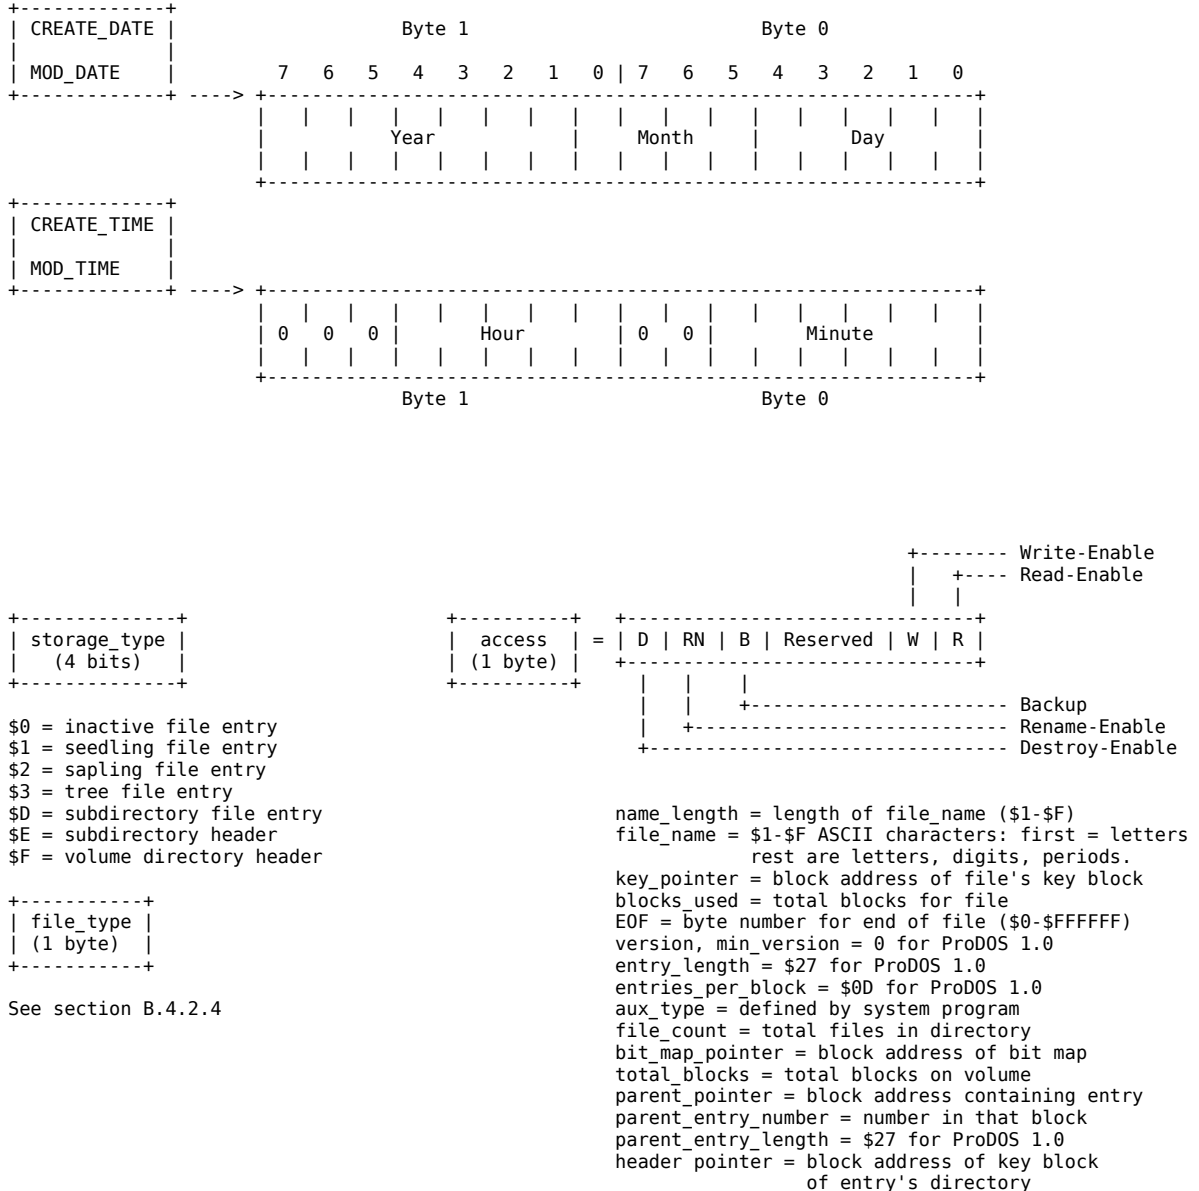 +-------------+
| CREATE_DATE |                         Byte 1                          Byte 0
|             |
| MOD_DATE    |           7   6   5   4   3   2   1   0 | 7   6   5   4   3   2   1   0
+-------------+ ----> +---------------------------------------------------------------+
                      |   |   |   |   |   |   |   |   |   |   |   |   |   |   |   |   |
                      |           Year            |     Month     |        Day        |
                      |   |   |   |   |   |   |   |   |   |   |   |   |   |   |   |   |
                      +---------------------------------------------------------------+
+-------------+
| CREATE_TIME |
|             |
| MOD_TIME    |
+-------------+ ----> +---------------------------------------------------------------+
                      |   |   |   |   |   |   |   |   |   |   |   |   |   |   |   |   |
                      | 0   0   0 |       Hour        | 0   0 |        Minute         |
                      |   |   |   |   |   |   |   |   |   |   |   |   |   |   |   |   |
                      +---------------------------------------------------------------+
                                   Byte 1                          Byte 0
                                                                                +-------- Write-Enable
                                                                                |   +---- Read-Enable
                                                                                |   |
+--------------+                       +----------+   +-------------------------------+
| storage_type |                       |  access  | = | D | RN | B | Reserved | W | R |
|   (4 bits)   |                       | (1 byte) |   +-------------------------------+
+--------------+                       +----------+     |   |    |
                                                        |   |    +----------------------- Backup
$0 = inactive file entry                                |   +---------------------------- Rename-Enable
$1 = seedling file entry                                +-------------------------------- Destroy-Enable
$2 = sapling file entry
$3 = tree file entry
$D = subdirectory file entry                          name_length = length of file_name ($1-$F)
$E = subdirectory header                              file_name = $1-$F ASCII characters: first = letters
$F = volume directory header                                      rest are letters, digits, periods.
                                                      key_pointer = block address of file's key block
+-----------+                                         blocks_used = total blocks for file
| file_type |                                         EOF = byte number for end of file ($0-$FFFFFF)
| (1 byte)  |                                         version, min_version = 0 for ProDOS 1.0
+-----------+                                         entry_length = $27 for ProDOS 1.0
                                                      entries_per_block = $0D for ProDOS 1.0
See section B.4.2.4                                   aux_type = defined by system program
                                                      file_count = total files in directory
                                                      bit_map_pointer = block address of bit map
                                                      total_blocks = total blocks on volume
                                                      parent_pointer = block address containing entry
                                                      parent_entry_number = number in that block
                                                      parent_entry_length = $27 for ProDOS 1.0
                                                      header pointer = block address of key block
                                                                       of entry's directory